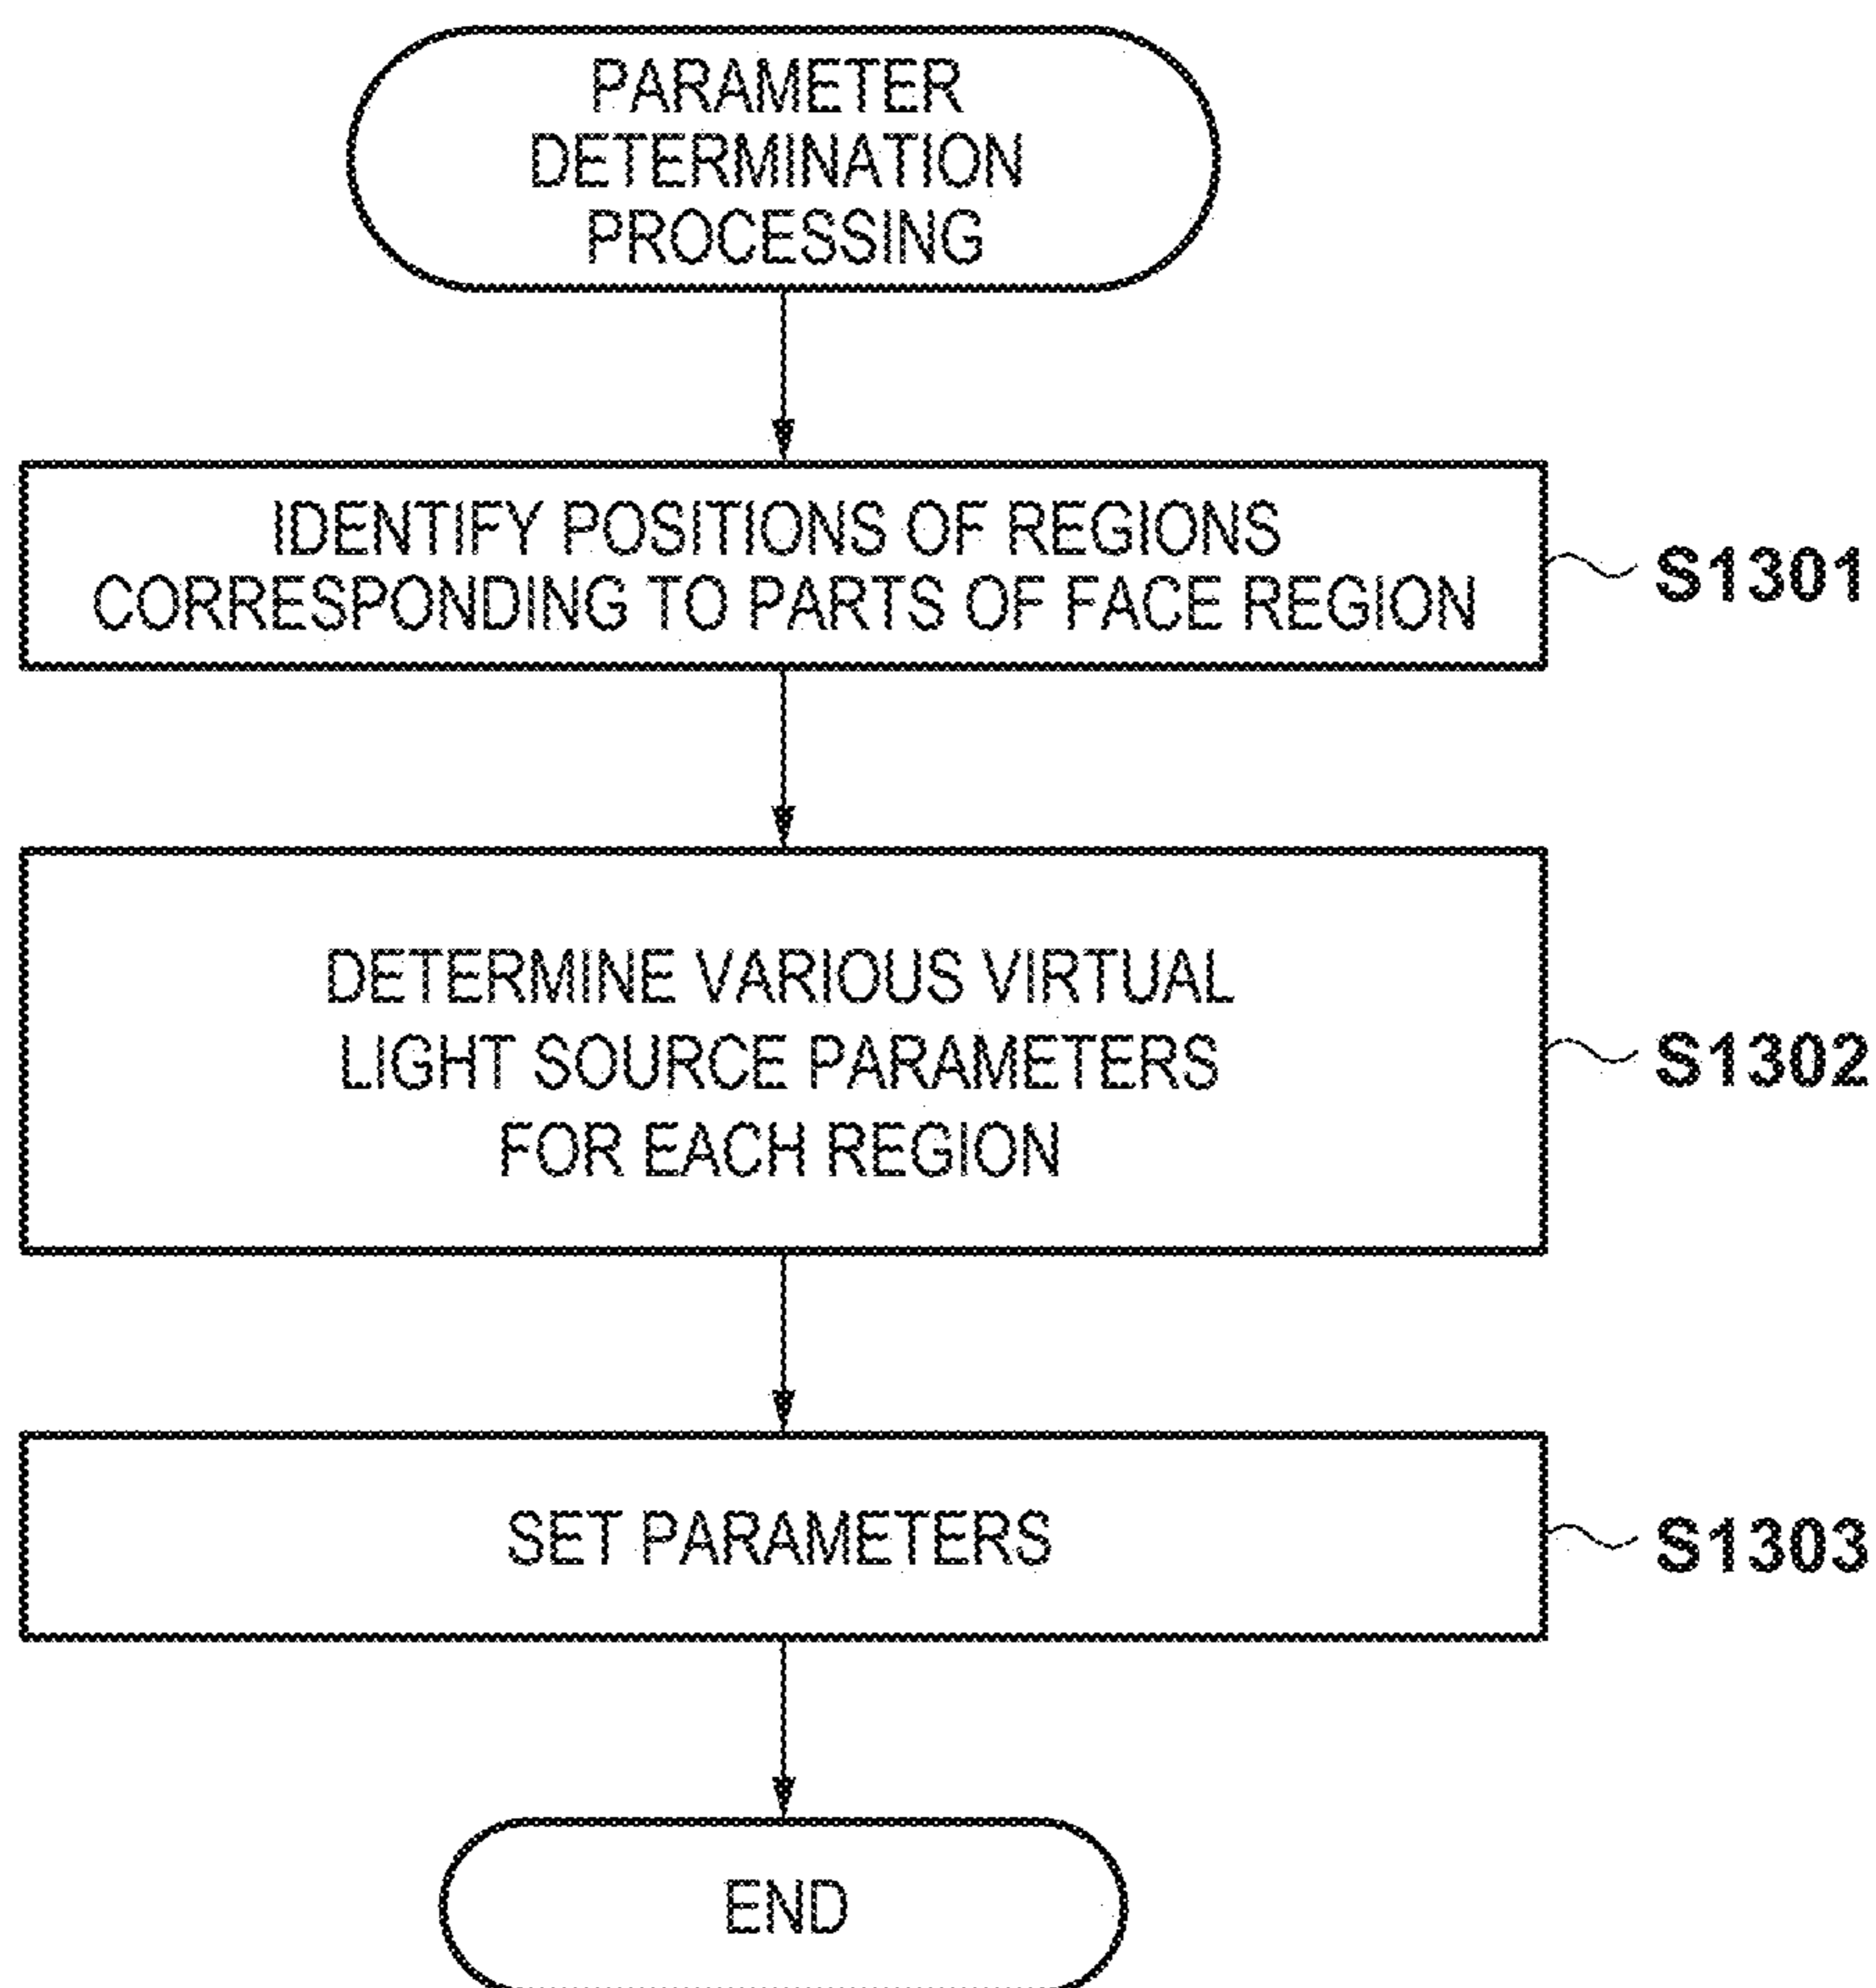 PARAMETER
DETERMINATION
PROCESSING
IDENTIFY POSITIONS OF REGIONS
CORRESPONDING TO PARTS OF FACE REGION
S1301
DETERMINE VARIOUS VIRTUAL
LIGHT SOURCE PARAMETERS
FOR EACH REGION
S1302
SET PARAMETERS
S1303
END